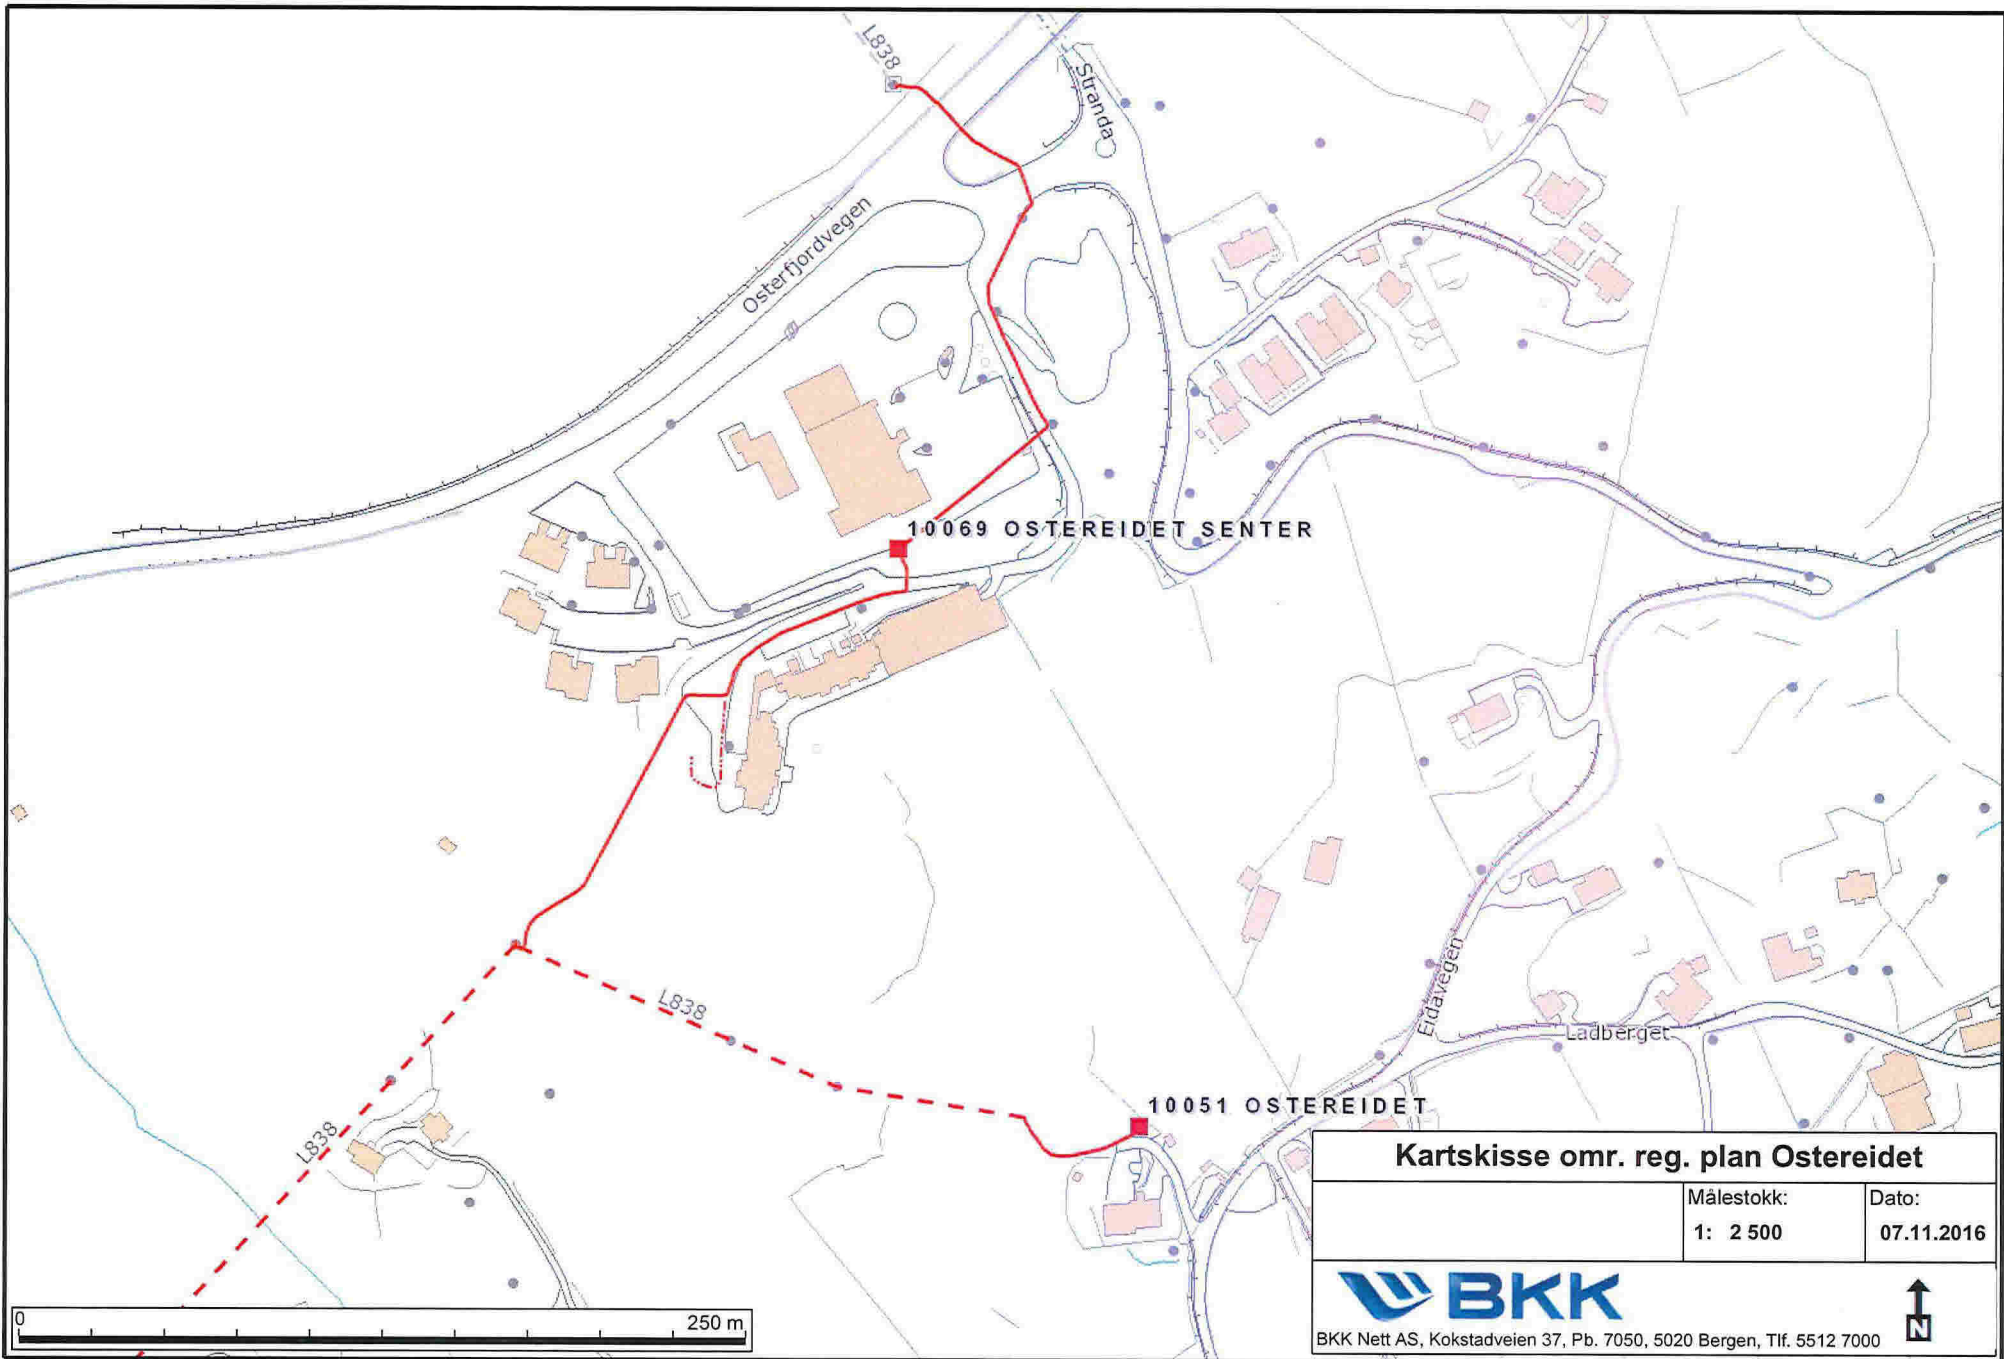 L838
Stranda
Osterfjordvegen
10069 OSTEREIDET SENTER
L838
Eidavegen
Ladberget
L838
10051 OSTEREIDET
Kartskisse omr. reg. plan Ostereidet
Målestokk:
Dato:
1: 2 500
07.11.2016
BKK
N
BKK Nett AS, Kokstadveien 37, Pb. 7050, 5020 Bergen, Tlf. 5512 7000
0
250 m